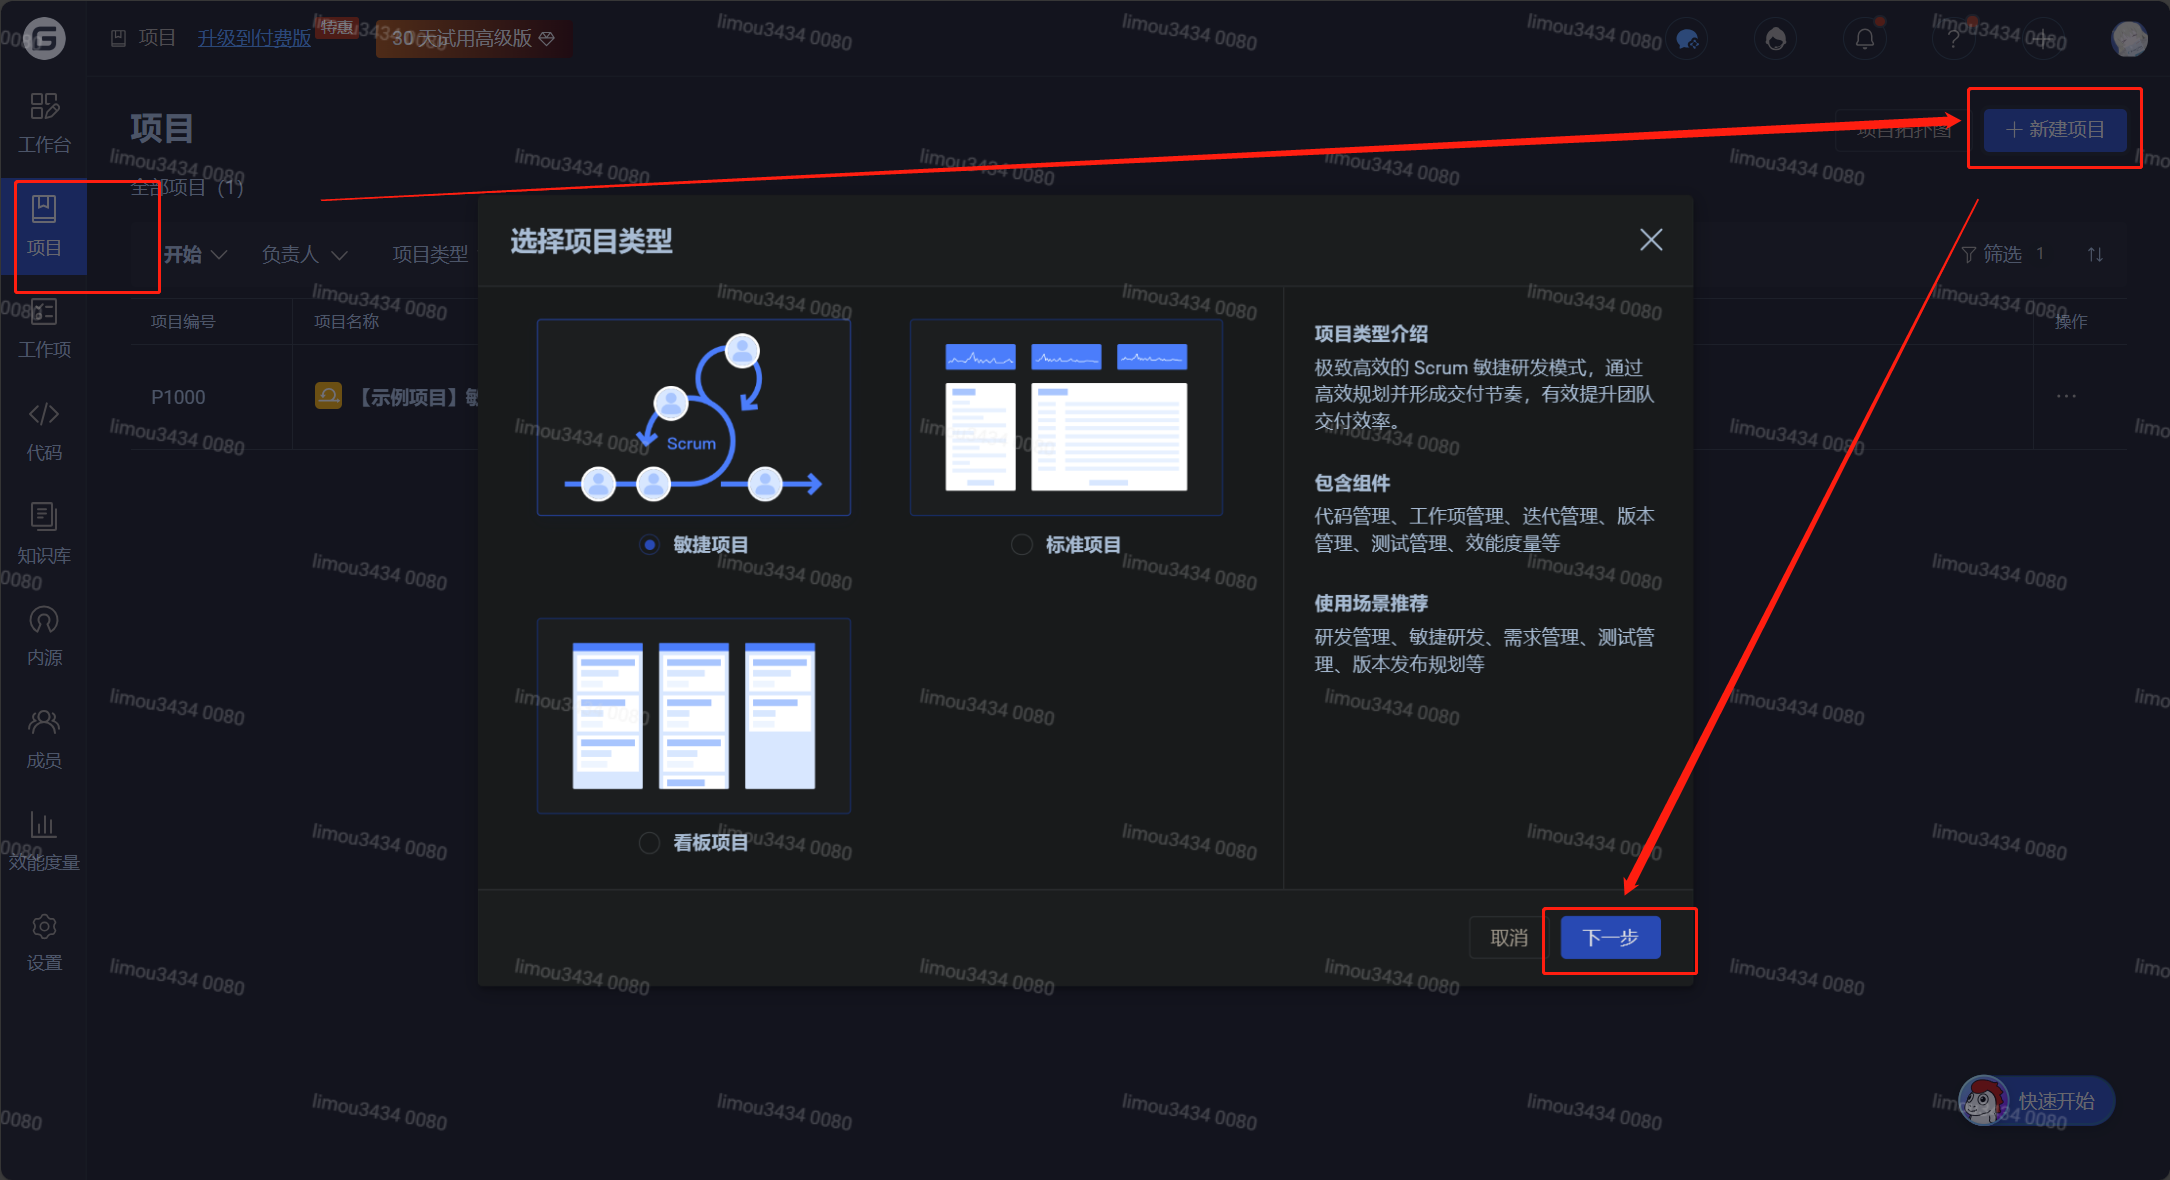 项目
升级到付费版
特惠
30 天试用高级版
工作台
项目
工作项
代码
知识库
内源
成员
效能度量
设置
项目
项目拓扑图
+ 新建项目
全部项目 (1)
开始
负责人
项目类型
筛选 1
项目编号
项目名称
操作
P1000
【示例项目】敏
...
选择项目类型
Scrum
敏捷项目
标准项目
看板项目
项目类型介绍
极致高效的 Scrum 敏捷研发模式，通过
高效规划并形成交付节奏，有效提升团队
交付效率。
包含组件
代码管理、工作项管理、迭代管理、版本
管理、测试管理、效能度量等
使用场景推荐
研发管理、敏捷研发、需求管理、测试管
理、版本发布规划等
取消
下一步
快速开始
limou3434 0080